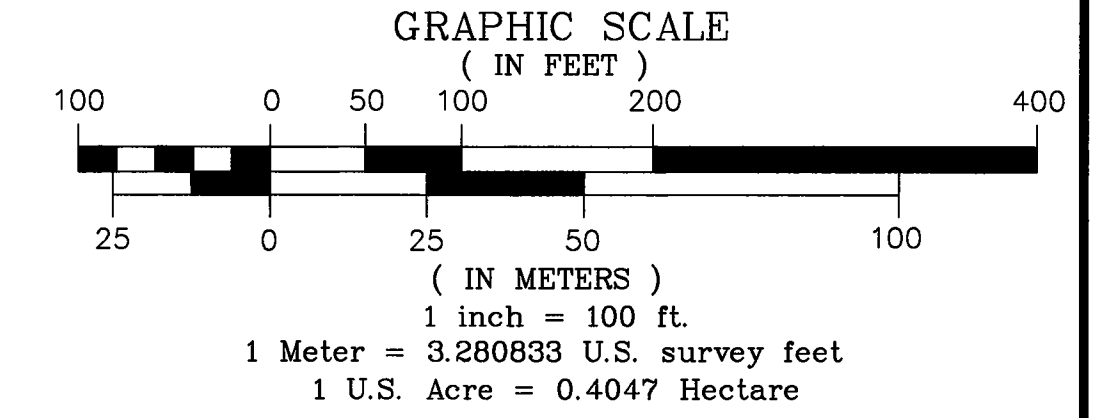 GRAPHIC SCALE
( IN FEET )
100 0 50 100 200 400
25 0 25 50 100
( IN METERS )
1 inch = 100 ft.
1 Meter = 3.280833 U.S. survey feet
1 U.S. Acre = 0.4047 Hectare